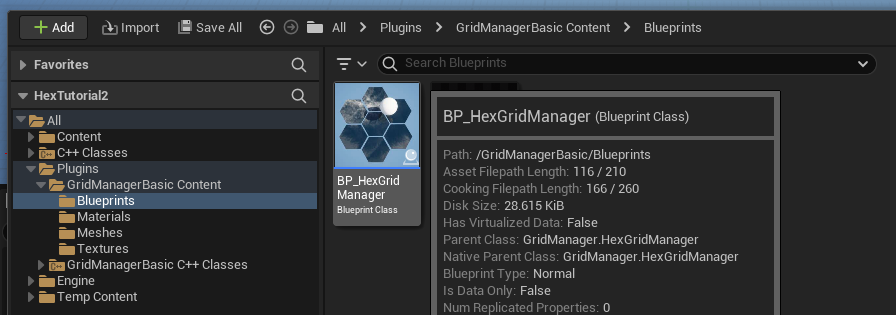 Add Import Save All All Plugins GridManagerBasic Content Blueprints
Favorites
HexTutorial2
All
Content
C++ Classes
Plugins
GridManagerBasic Content
Blueprints
Materials
Meshes
Textures
GridManagerBasic C++ Classes
Engine
Temp Content
Search Blueprints
BP_HexGrid
Manager
Blueprint Class
BP_HexGridManager (Blueprint Class)
Path: /GridManagerBasic/Blueprints
Asset Filepath Length: 116 / 210
Cooking Filepath Length: 166 / 260
Disk Size: 28.615 KiB
Has Virtualized Data: False
Parent Class: GridManager.HexGridManager
Native Parent Class: GridManager.HexGridManager
Blueprint Type: Normal
Is Data Only: False
Num Replicated Properties: 0